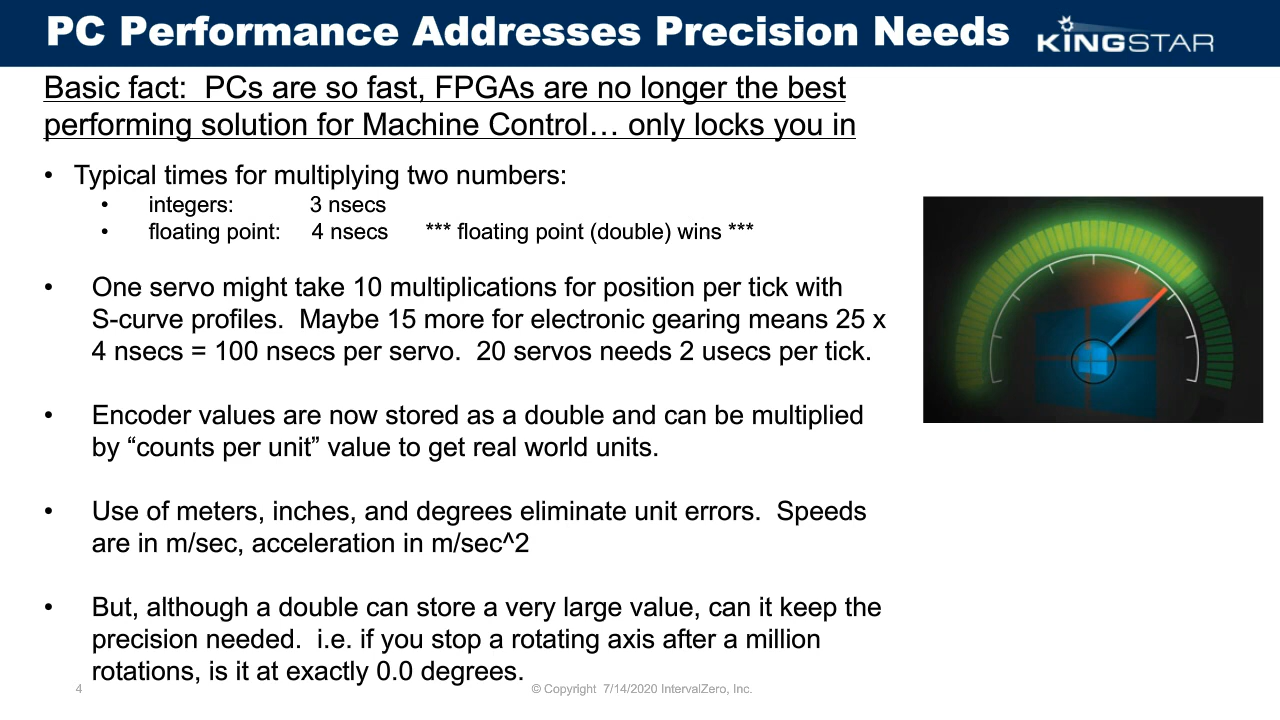 PC Performance Addresses Precision Needs
KINGSTAR
Basic fact:  PCs are so fast, FPGAs are no longer the best
performing solution for Machine Control… only locks you in
• Typical times for multiplying two numbers:
• integers: 3 nsecs
• floating point: 4 nsecs *** floating point (double) wins ***
• One servo might take 10 multiplications for position per tick with
S-curve profiles.  Maybe 15 more for electronic gearing means 25 x
4 nsecs = 100 nsecs per servo.  20 servos needs 2 usecs per tick.
• Encoder values are now stored as a double and can be multiplied
by “counts per unit” value to get real world units.
• Use of meters, inches, and degrees eliminate unit errors.  Speeds
are in m/sec, acceleration in m/sec^2
• But, although a double can store a very large value, can it keep the
precision needed.  i.e. if you stop a rotating axis after a million
rotations, is it at exactly 0.0 degrees.
4
© Copyright  7/14/2020 IntervalZero, Inc.